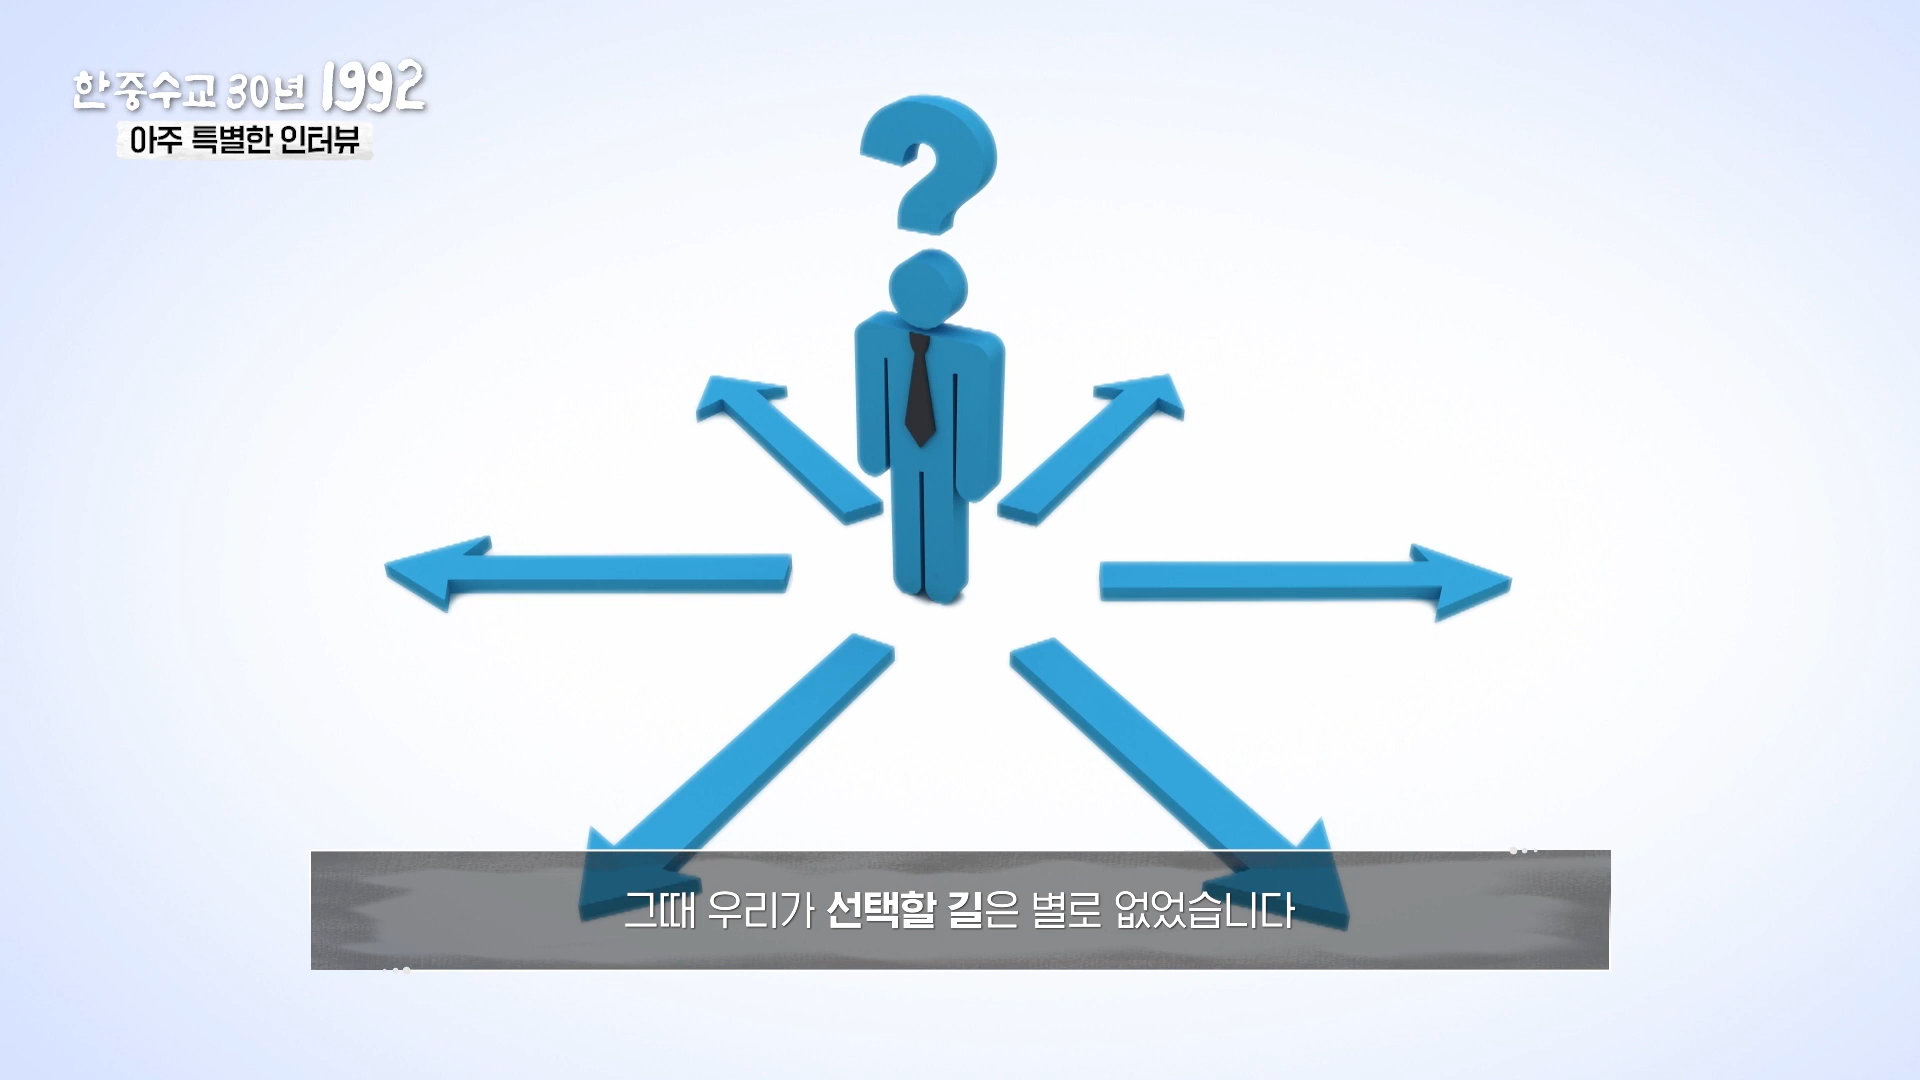 한중수교 30년 1992
아주 특별한 인터뷰
?
그때 우리가 선택할 길은 별로 없었습니다